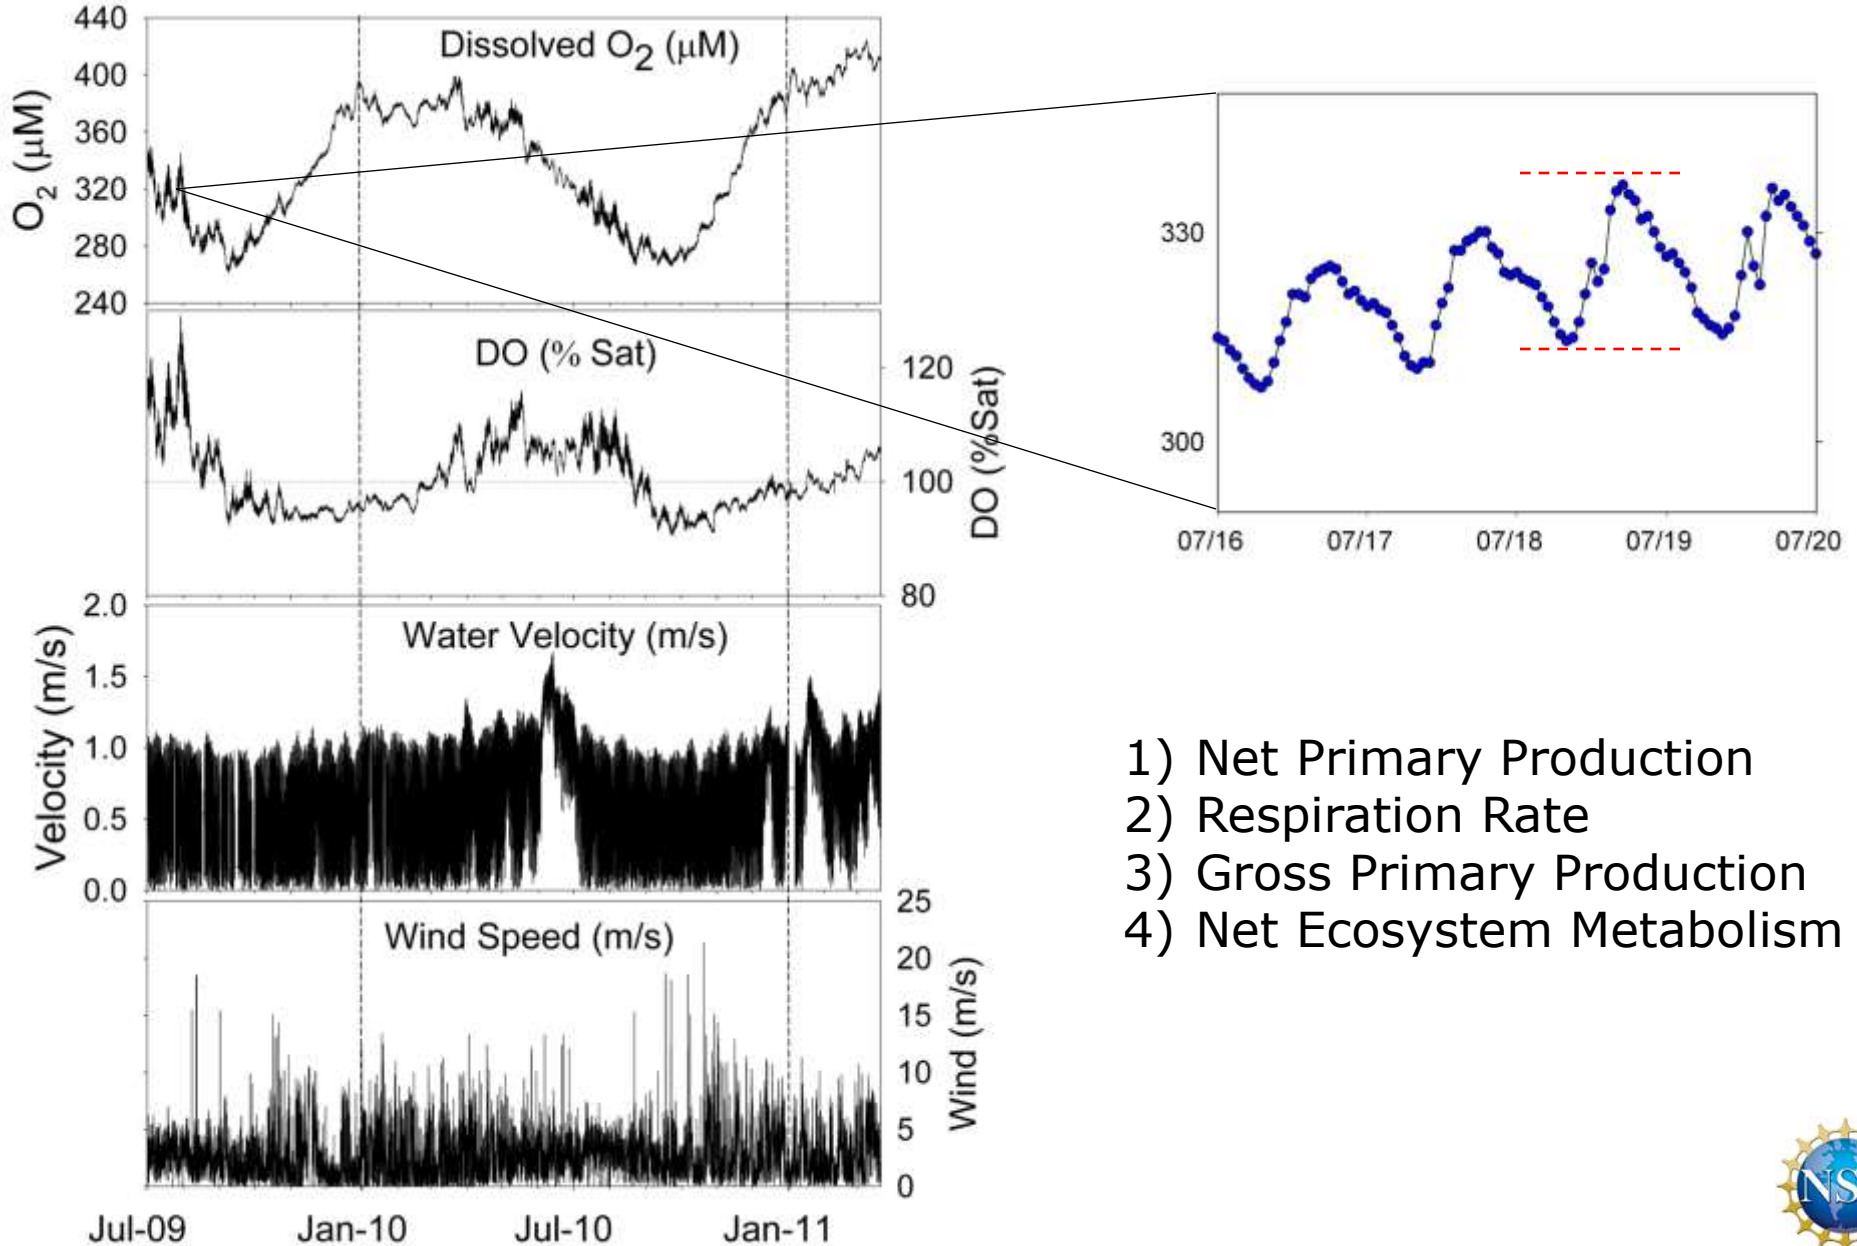 Dissolved O2 (µM)
O2 (µM)
440
400
360
320
280
240
DO (% Sat)
DO (%Sat)
120
100
80
Water Velocity (m/s)
Velocity (m/s)
2.0
1.5
1.0
0.5
0.0
Wind Speed (m/s)
Wind (m/s)
25
20
15
10
5
0
Jul-09
Jan-10
Jul-10
Jan-11
330
300
07/16
07/17
07/18
07/19
07/20
1) Net Primary Production
2) Respiration Rate
3) Gross Primary Production
4) Net Ecosystem Metabolism
NS